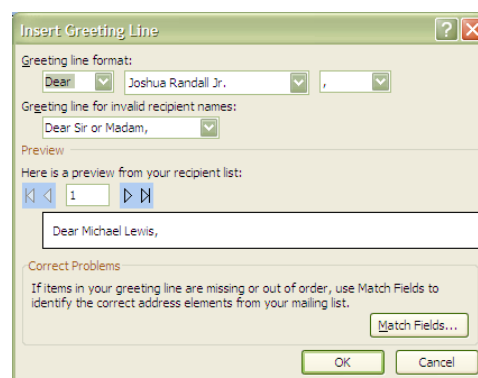 Insert Greeting Line
Greeting line format:
Dear Joshua Randall Jr. ,
Greeting line for invalid recipient names:
Dear Sir or Madam,
Preview
Here is a preview from your recipient list:
1
Dear Michael Lewis,
Correct Problems
If items in your greeting line are missing or out of order, use Match Fields to
identify the correct address elements from your mailing list.
Match Fields...
OK Cancel